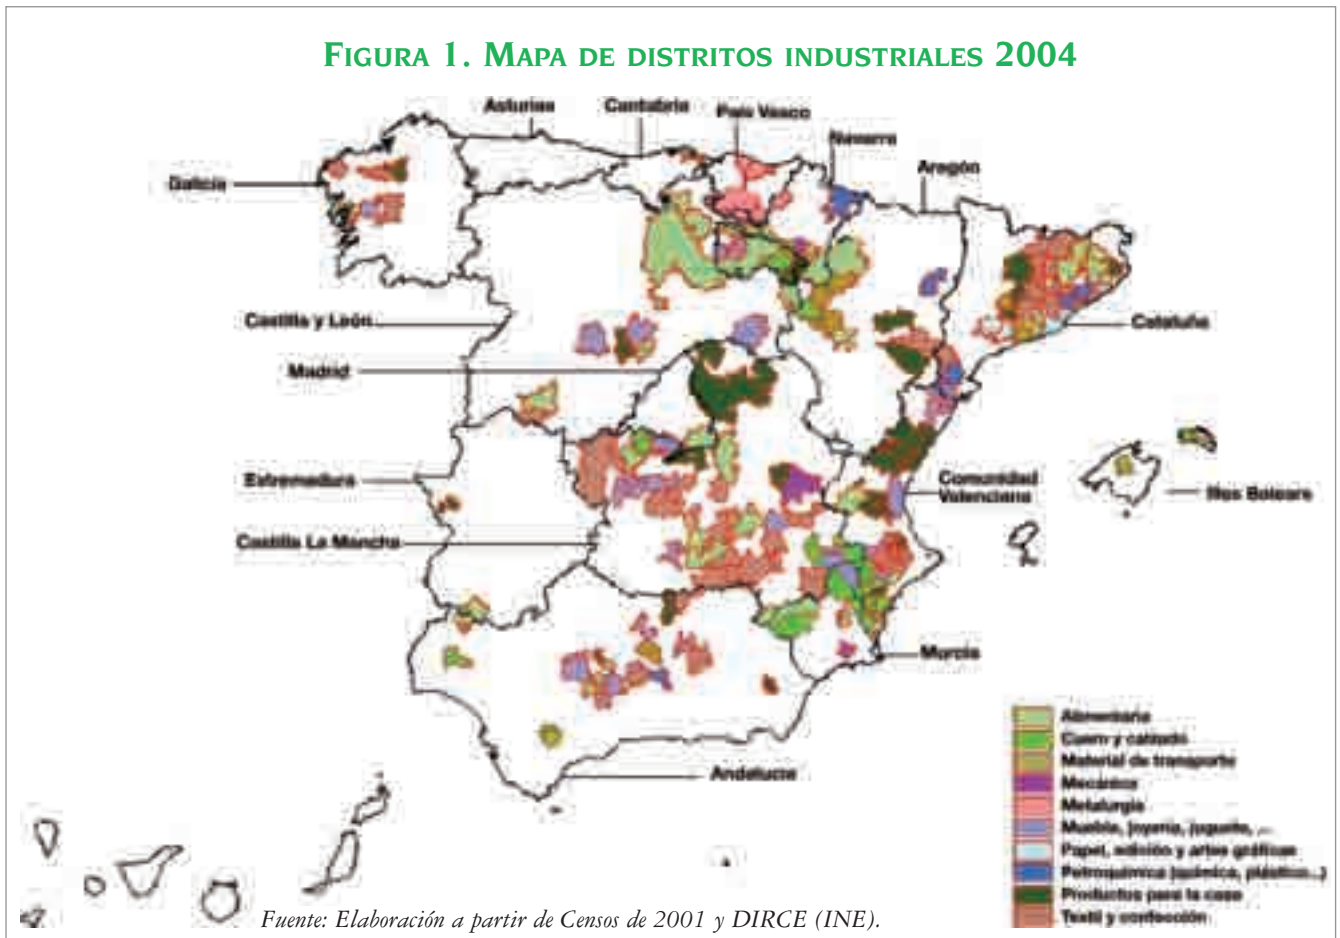 FIGURA 1. MAPA DE DISTRITOS INDUSTRIALES 2004
Asturias
Cantabria
País Vasco
Navarra
Aragón
Galicia
Castilla y León
Cataluña
Madrid
Extremadura
Comunidad
Valenciana
Illes Balears
Castilla La Mancha
Murcia
Andalucía
Alimentaria
Cuero y calzado
Material de transporte
Mecánica
Metalurgia
Mueble, joyería, juguete, ...
Papel, edición y artes gráficas
Petroquímica (química, plástico...)
Productos para la casa
Textil y confección
Fuente: Elaboración a partir de Censos de 2001 y DIRCE (INE).